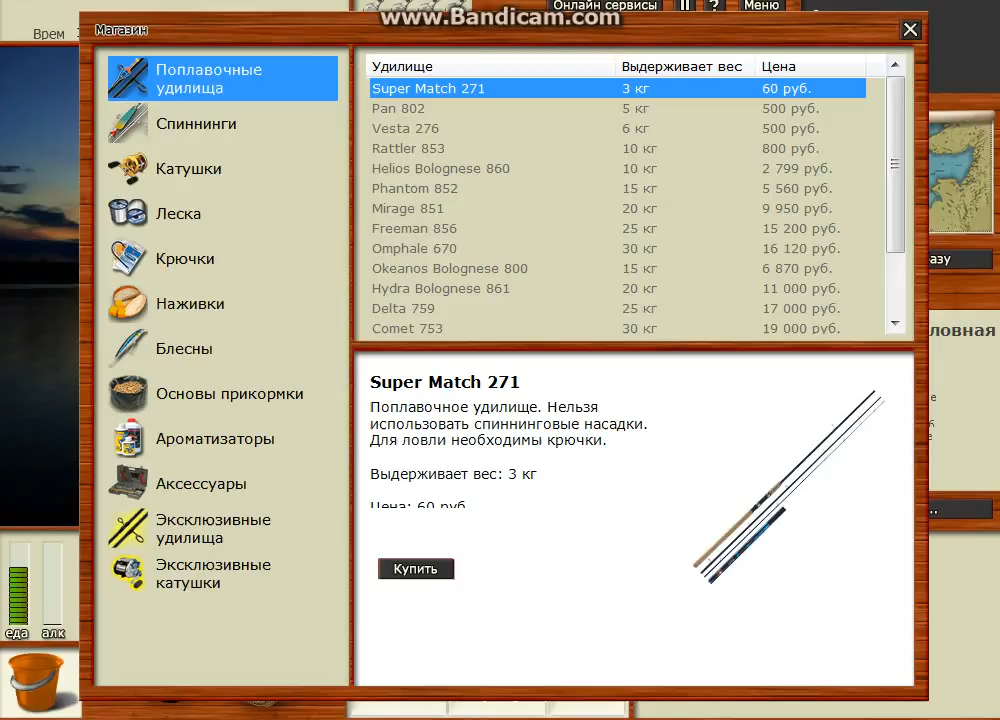 Онлайн сервисы
?
Меню
www.Bandicam.com
Врем
Магазин
Поплавочные
удилища
Спиннинги
Катушки
Леска
Крючки
Наживки
Блесны
Основы прикормки
Ароматизаторы
Аксессуары
Эксклюзивные
удилища
Эксклюзивные
катушки
Удилище Выдерживает вес Цена
Super Match 271 3 кг 60 руб.
Pan 802 5 кг 500 руб.
Vesta 276 6 кг 500 руб.
Rattler 853 10 кг 800 руб.
Helios Bolognese 860 10 кг 2 799 руб.
Phantom 852 15 кг 5 560 руб.
Mirage 851 20 кг 9 950 руб.
Freeman 856 25 кг 15 200 руб.
Omphale 670 30 кг 16 120 руб.
Okeanos Bolognese 800 15 кг 6 870 руб.
Hydra Bolognese 861 20 кг 11 000 руб.
Delta 759 25 кг 17 000 руб.
Comet 753 30 кг 19 000 руб.
Super Match 271
Поплавочное удилище. Нельзя
использовать спиннинговые насадки.
Для ловли необходимы крючки.
Выдерживает вес: 3 кг
Цена: 60 руб
Купить
азу
ловная
еда алк